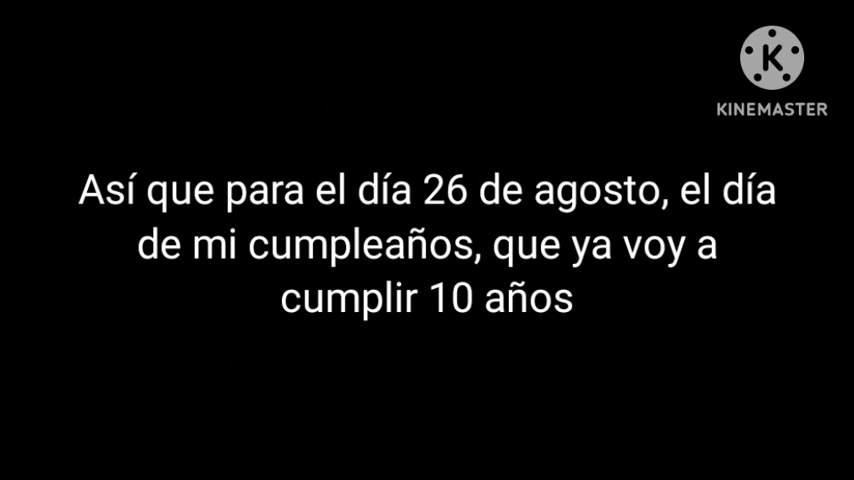 KINEMASTER
Así que para el día 26 de agosto, el día
de mi cumpleaños, que ya voy a
cumplir 10 años